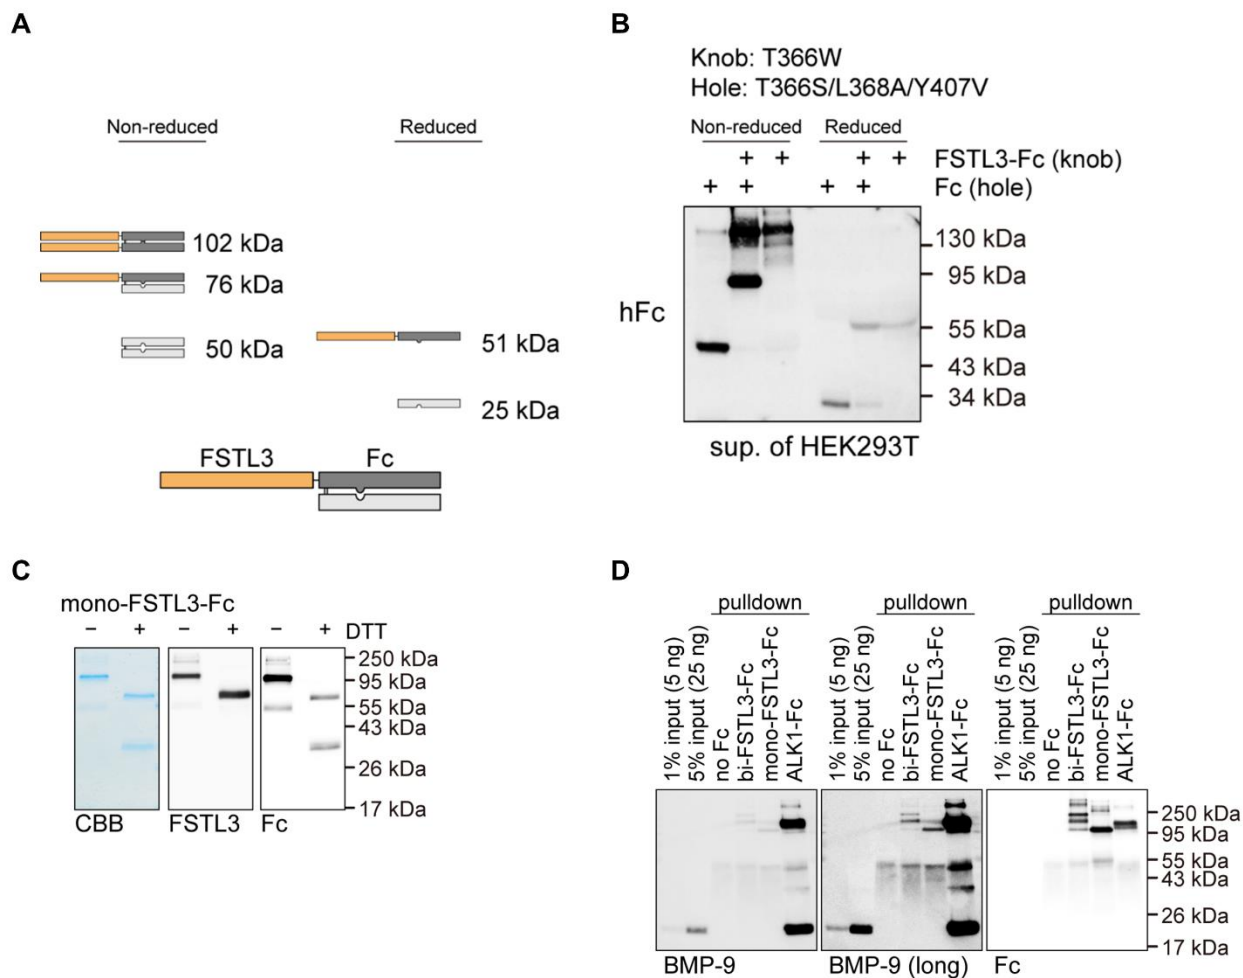 A
Non-reduced
Reduced
102 kDa
76 kDa
50 kDa
51 kDa
25 kDa
FSTL3
Fc
B
Knob: T366W
Hole: T366S/L368A/Y407V
Non-reduced
Reduced
+ + + + FSTL3-Fc (knob)
+ + + + Fc (hole)
hFc
130 kDa
95 kDa
55 kDa
43 kDa
34 kDa
sup. of HEK293T
C
mono-FSTL3-Fc
− + − + − + DTT
250 kDa
95 kDa
55 kDa
43 kDa
26 kDa
17 kDa
CBB
FSTL3
Fc
D
pulldown
pulldown
pulldown
1% input (5 ng)
5% input (25 ng)
no Fc
bi-FSTL3-Fc
mono-FSTL3-Fc
ALK1-Fc
1% input (5 ng)
5% input (25 ng)
no Fc
bi-FSTL3-Fc
mono-FSTL3-Fc
ALK1-Fc
1% input (5 ng)
5% input (25 ng)
no Fc
bi-FSTL3-Fc
mono-FSTL3-Fc
ALK1-Fc
250 kDa
95 kDa
55 kDa
43 kDa
26 kDa
17 kDa
BMP-9
BMP-9 (long)
Fc